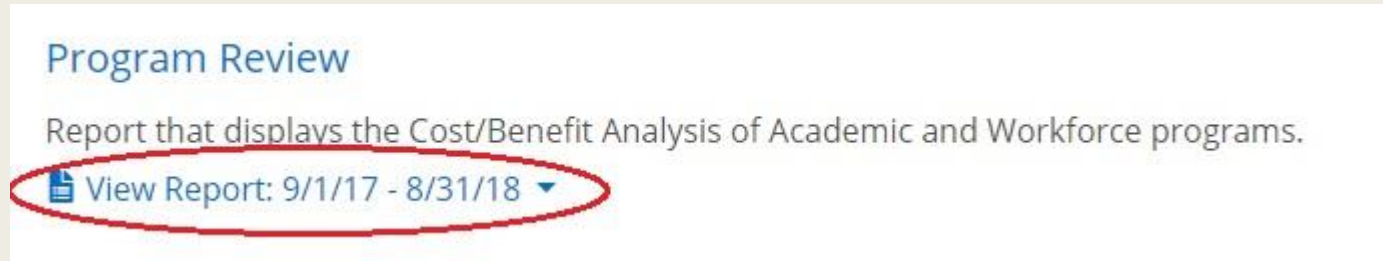 Program Review
Report that displays the Cost/Benefit Analysis of Academic and Workforce programs.
View Report: 9/1/17 - 8/31/18